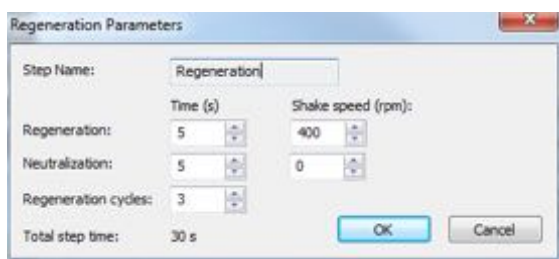 Regeneration Parameters
Step Name: Regeneration
Time (s) Shake speed (rpm):
Regeneration: 5 400
Neutralization: 5 0
Regeneration cycles: 3
Total step time: 30 s
OK Cancel